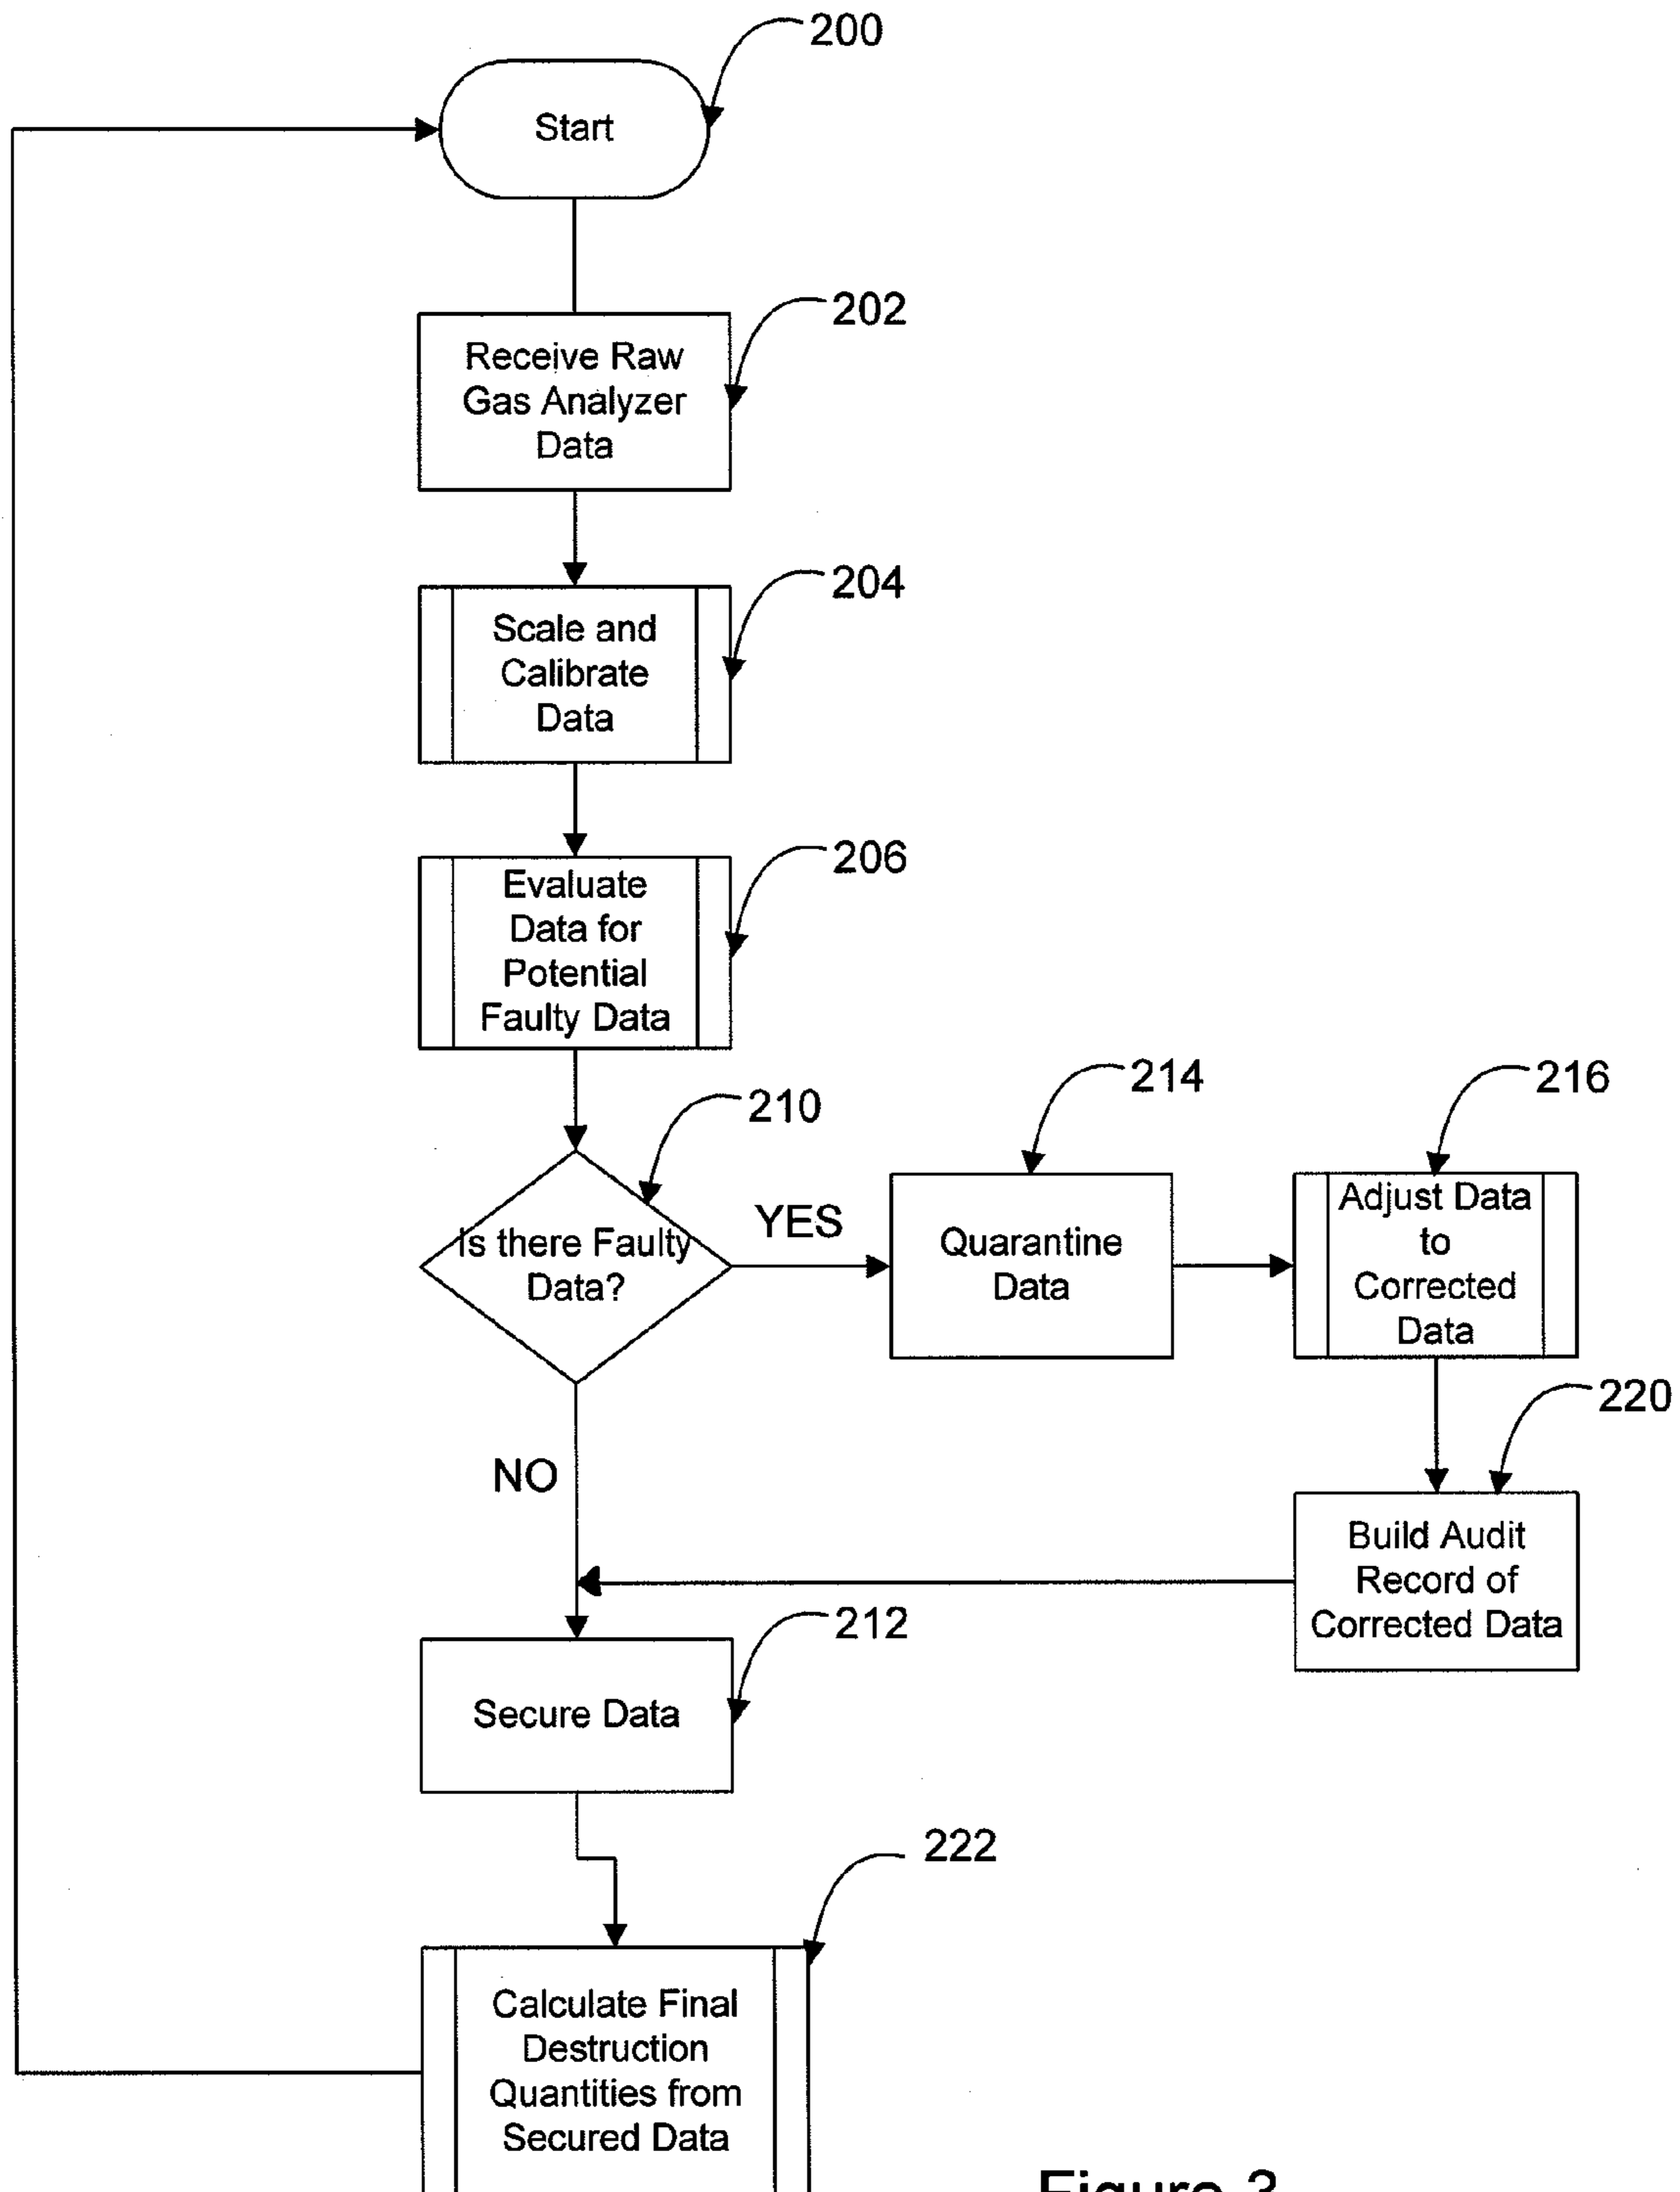 200
Start
202
Receive Raw
Gas Analyzer
Data
204
Scale and
Calibrate
Data
206
Evaluate
Data for
Potential
Faulty Data
210
Is there Faulty
Data?
YES
214
Quarantine
Data
216
Adjust Data
to
Corrected
Data
220
Build Audit
Record of
Corrected Data
NO
212
Secure Data
222
Calculate Final
Destruction
Quantities from
Secured Data
Figure 3